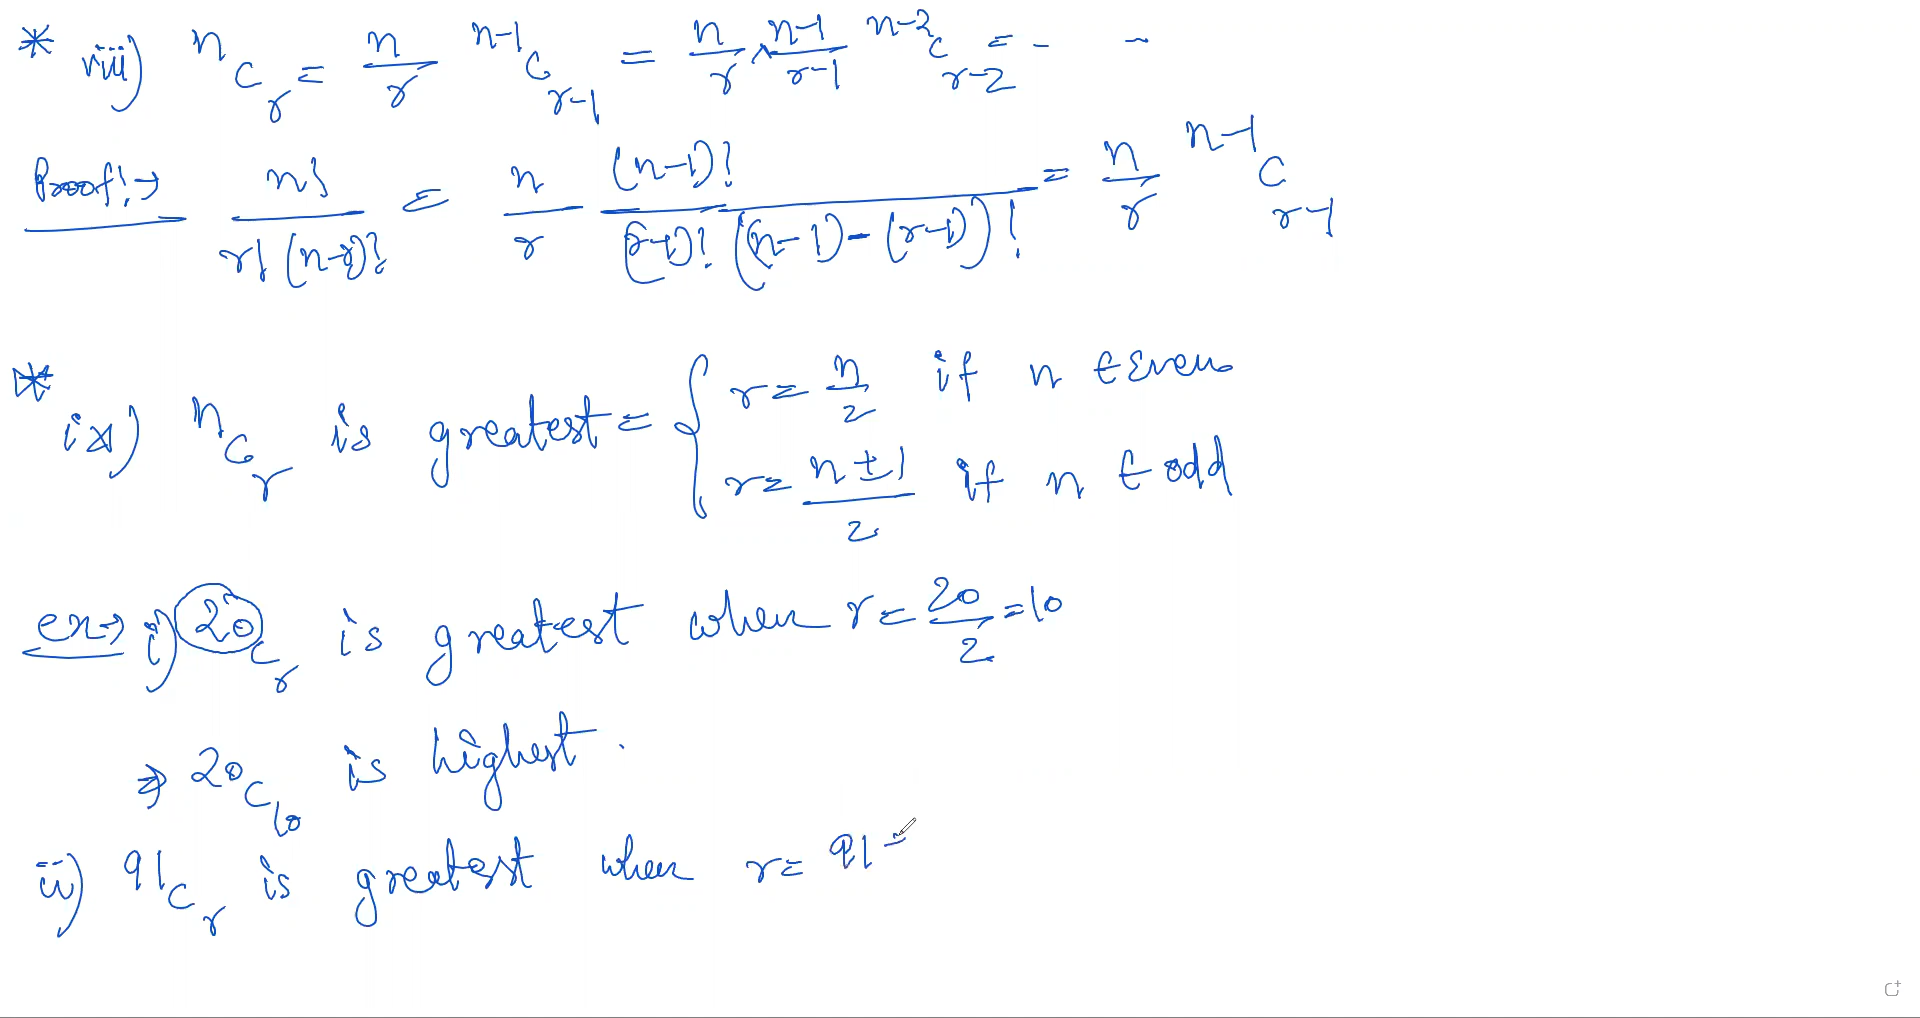 * viii) nCr = n/r n-1Cr-1 = n/r × n-1/r-1 n-2Cr-2 = - -
Proof:→ n!/r!(n-r)! = n/r (n-1)!/(r-1)!((n-1)-(r-1))! = n/r n-1Cr-1
* ix) nCr is greatest = { r = n/2 if n ∈ Even
r = n±1/2 if n ∈ odd
ex→ i) 20Cr is greatest when r = 20/2 = 10
⇒ 20C10 is highest.
ii) 91Cr is greatest when r = 91 -